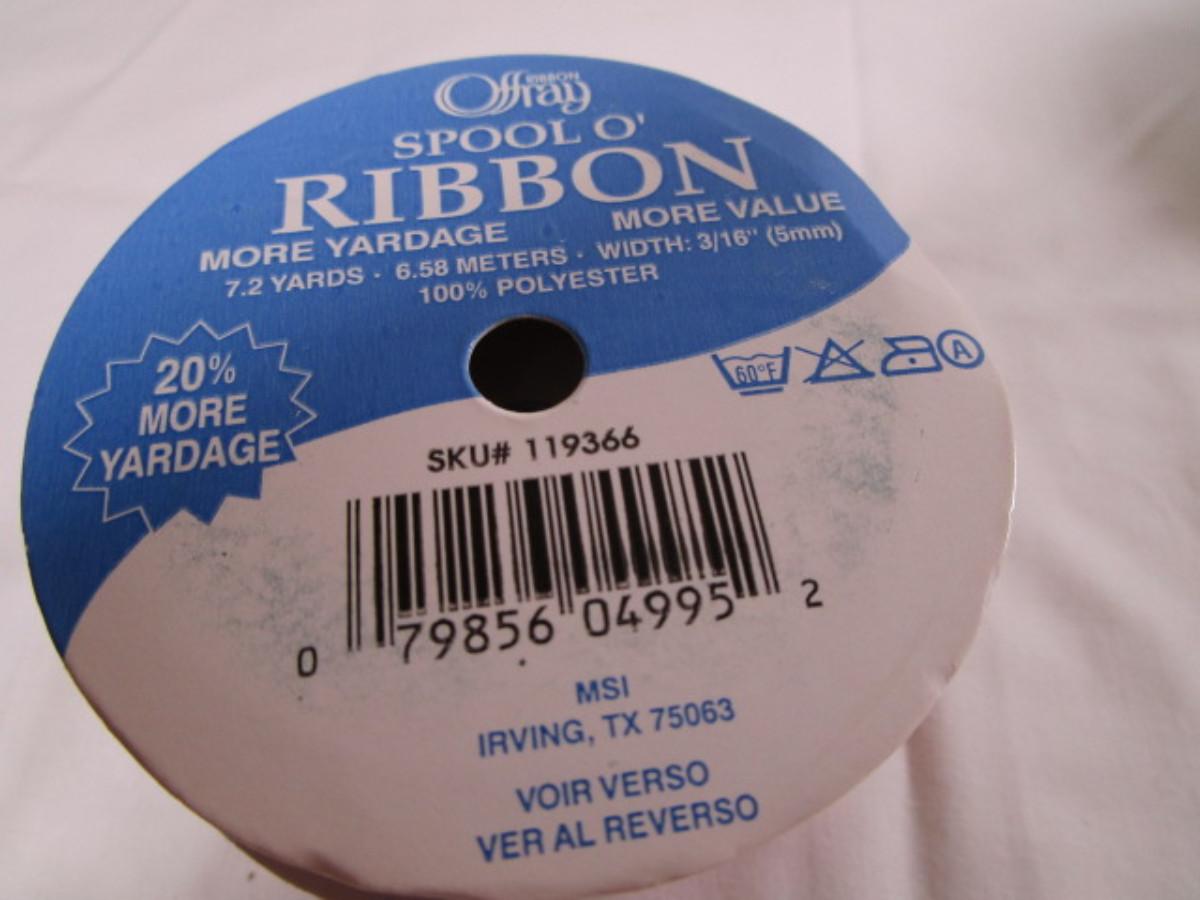 Offray RIBBON
SPOOL O'
RIBBON
MORE YARDAGE MORE VALUE
7.2 YARDS · 6.58 METERS · WIDTH: 3/16" (5mm)
100% POLYESTER
20%
MORE
YARDAGE
60°F
A
SKU# 119366
0 79856 04995 2
MSI
IRVING, TX 75063
VOIR VERSO
VER AL REVERSO